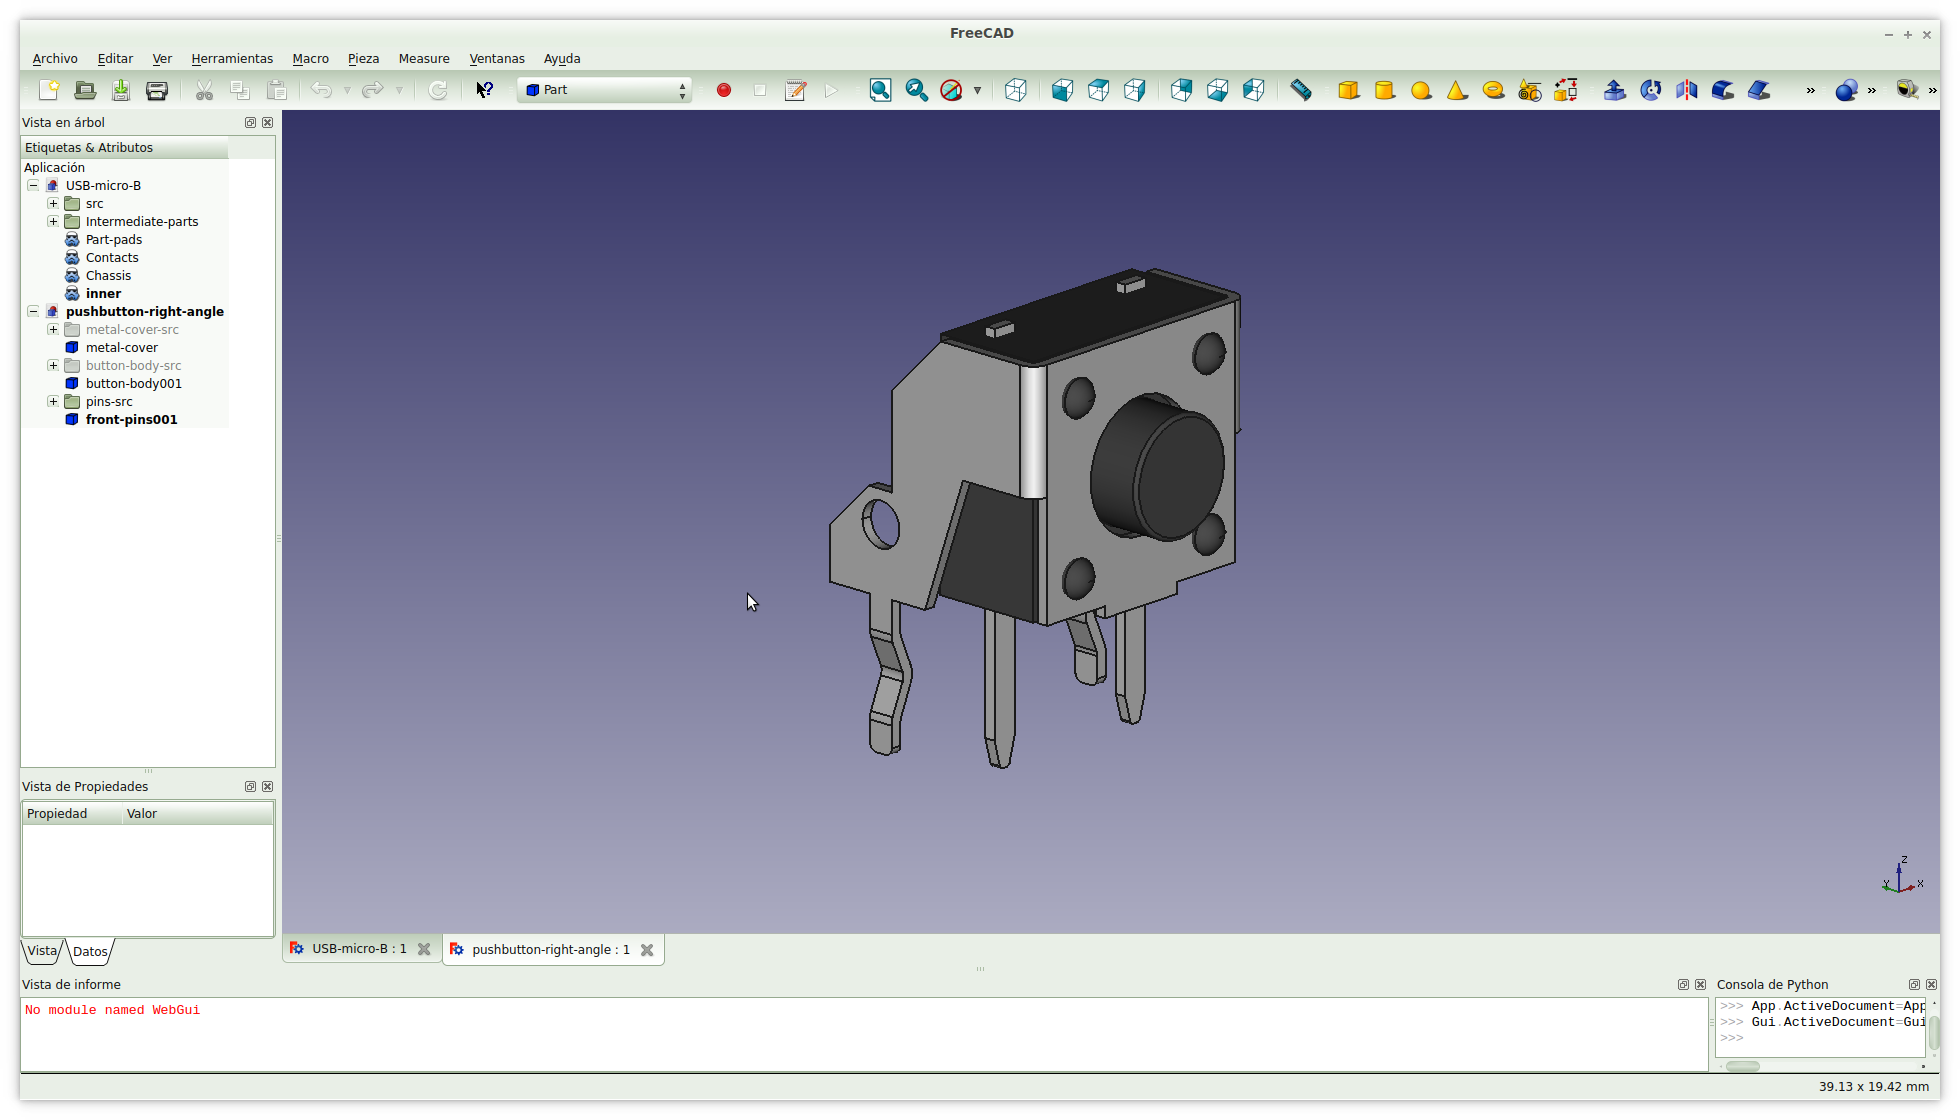 FreeCAD
Archivo Editar Ver Herramientas Macro Pieza Measure Ventanas Ayuda
Part
Vista en árbol
Etiquetas & Atributos
Aplicación
USB-micro-B
src
Intermediate-parts
Part-pads
Contacts
Chassis
inner
pushbutton-right-angle
metal-cover-src
metal-cover
button-body-src
button-body001
pins-src
front-pins001
Vista de Propiedades
Propiedad Valor
Vista Datos
Z
Y X
USB-micro-B : 1 pushbutton-right-angle : 1
Vista de informe
No module named WebGui
Consola de Python
>>> App.ActiveDocument=App
>>> Gui.ActiveDocument=Gui
>>>
39.13 x 19.42 mm